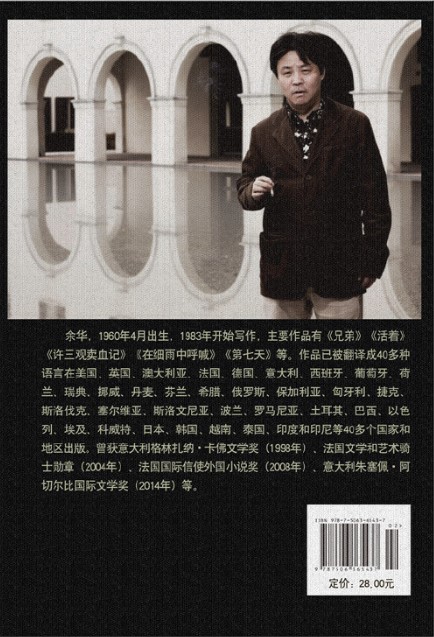 余华，1960年4月出生，1983年开始写作，主要作品有《兄弟》《活着》
《许三观卖血记》《在细雨中呼喊》《第七天》等。作品已被翻译成40多种
语言在美国、英国、澳大利亚、法国、德国、意大利、西班牙、葡萄牙、荷
兰、瑞典、挪威、丹麦、芬兰、希腊、俄罗斯、保加利亚、匈牙利、捷克、
斯洛伐克、塞尔维亚、斯洛文尼亚、波兰、罗马尼亚、土耳其、巴西、以色
列、埃及、科威特、日本、韩国、越南、泰国、印度和印尼等40多个国家和
地区出版，曾获意大利格林扎纳·卡佛文学奖（1998年）、法国文学和艺术骑
士勋章（2004年）、法国国际信使外国小说奖（2008年）、意大利朱塞佩·阿
切尔比国际文学奖（2014年）等。
ISBN 978-7-5063-6543-7
9 787506 365437
定价：28.00元